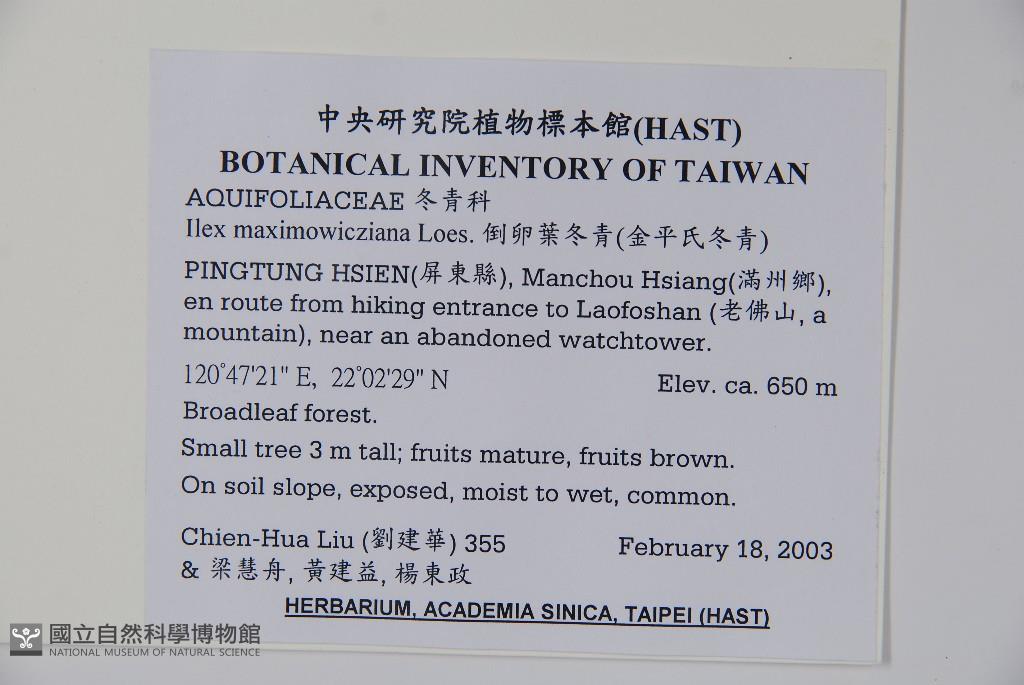 中央研究院植物標本館(HAST)
BOTANICAL INVENTORY OF TAIWAN
AQUIFOLIACEAE 冬青科
Ilex maximowicziana Loes. 倒卵葉冬青(金平氏冬青)
PINGTUNG HSIEN(屏東縣), Manchou Hsiang(滿州鄉),
en route from hiking entrance to Laofoshan (老佛山, a
mountain), near an abandoned watchtower.
120°47'21" E, 22°02'29" N Elev. ca. 650 m
Broadleaf forest.
Small tree 3 m tall; fruits mature, fruits brown.
On soil slope, exposed, moist to wet, common.
Chien-Hua Liu (劉建華) 355 February 18, 2003
& 梁慧舟, 黃建益, 楊東政
HERBARIUM, ACADEMIA SINICA, TAIPEI (HAST)
國立自然科學博物館
NATIONAL MUSEUM OF NATURAL SCIENCE